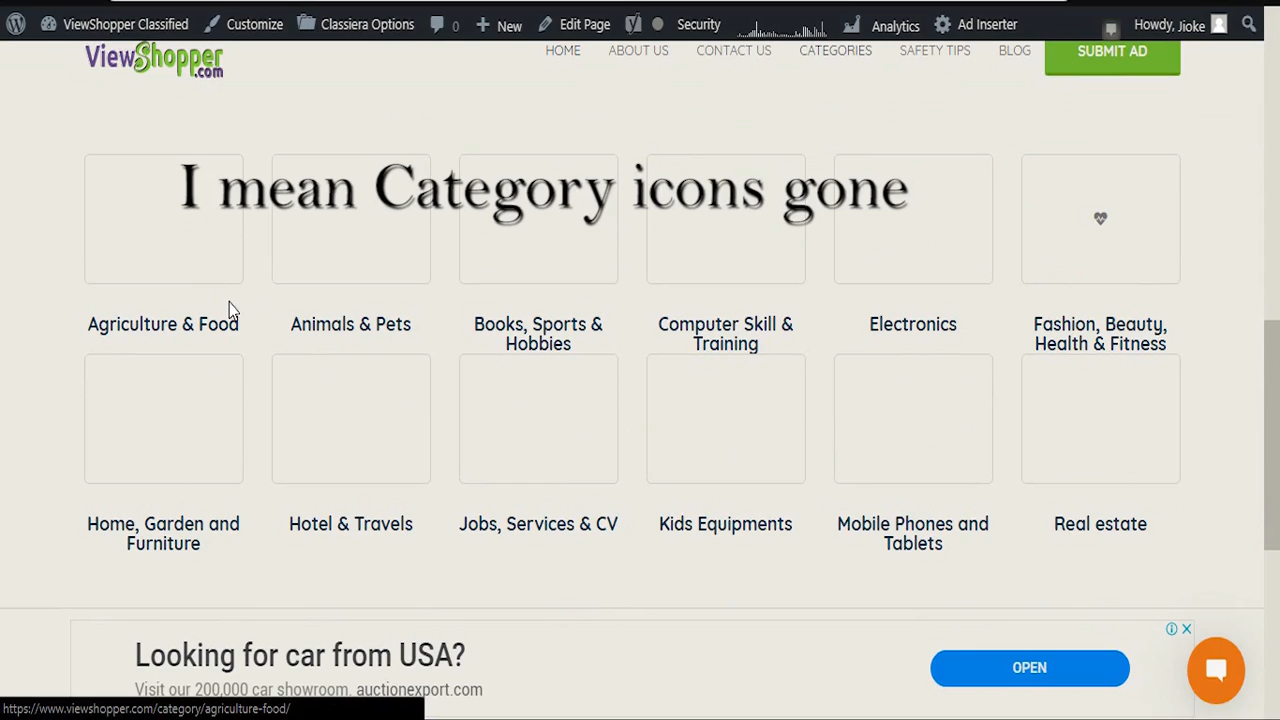 ViewShopper Classified Customize Classiera Options 0 New Edit Page Security Analytics Ad Inserter Howdy, Jioke
ViewShopper.com HOME ABOUT US CONTACT US CATEGORIES SAFETY TIPS BLOG SUBMIT AD
I mean Category icons gone
Agriculture & Food Animals & Pets Books, Sports & Computer Skill & Electronics Fashion, Beauty,
Hobbies Training Health & Fitness
Home, Garden and Hotel & Travels Jobs, Services & CV Kids Equipments Mobile Phones and Real estate
Furniture Tablets
Looking for car from USA?
OPEN
Visit our 200,000 car showroom. auctionexport.com
https://www.viewshopper.com/category/agriculture-food/